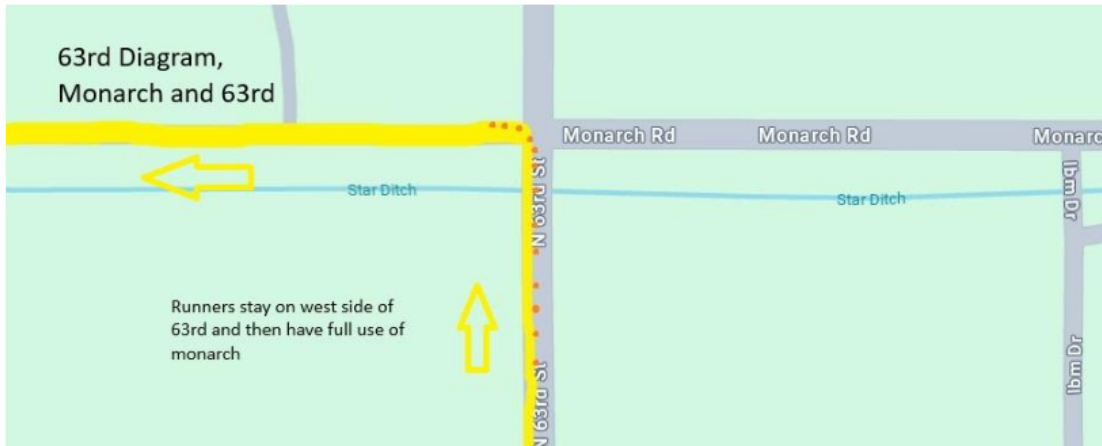 63rd Diagram,
Monarch and 63rd
Monarch Rd
Monarch Rd
Monarc
N 63rd St
Ibm Dr
Star Ditch
Star Ditch
Runners stay on west side of
63rd and then have full use of
monarch
N 63rd St
Ibm Dr